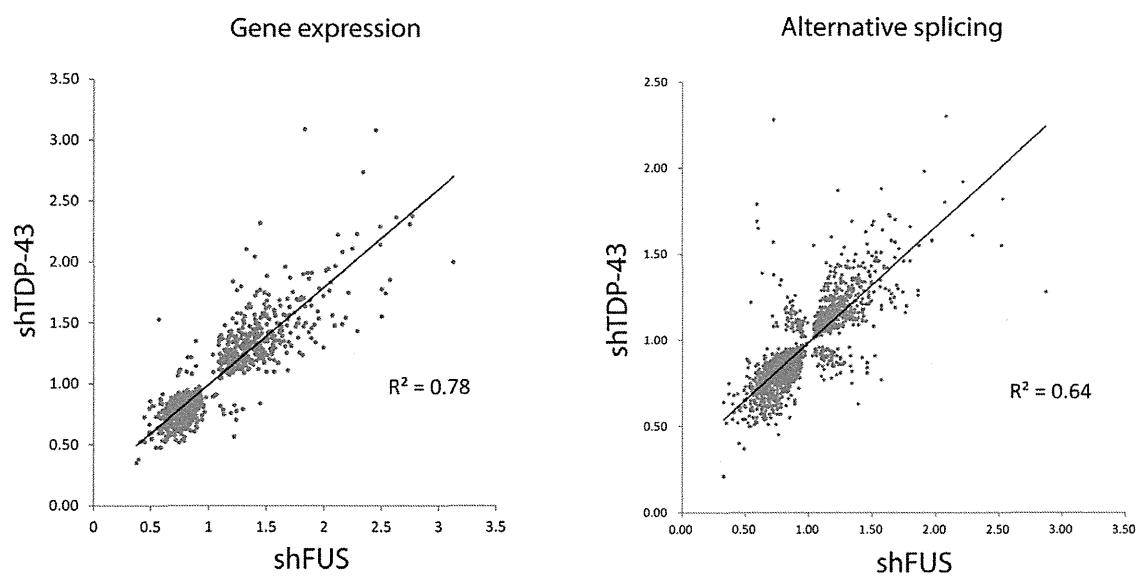 Gene expression
shTDP-43
3.50
3.00
2.50
2.00
1.50
1.00
0.50
0.00
R² = 0.78
0 0.5 1 1.5 2 2.5 3 3.5
shFUS
Alternative splicing
shTDP-43
2.50
2.00
1.50
1.00
0.50
0.00
R² = 0.64
0.00 0.50 1.00 1.50 2.00 2.50 3.00 3.50
shFUS